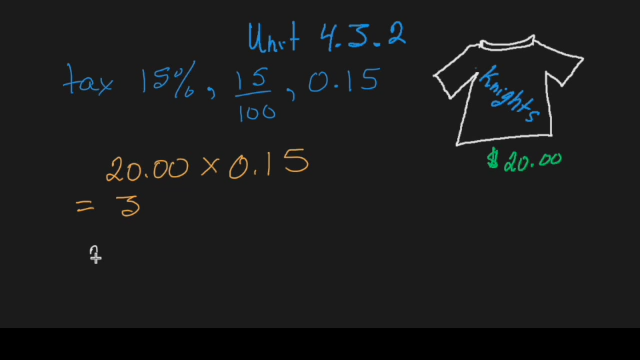 Unit 4.3.2
tax 15%, 15/100, 0.15
Knights
$20.00
20.00 × 0.15
= 3